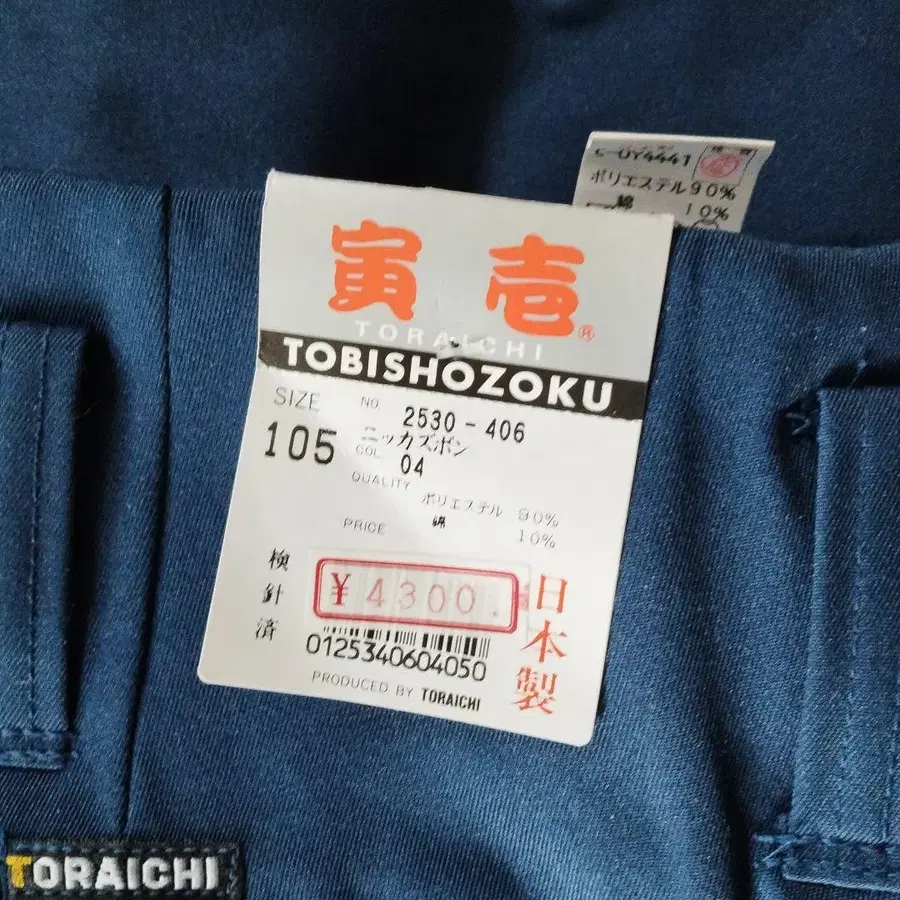 S-OY4441
ポリエステル90%
綿 10%
寅壱®
TORAICHI
TOBISHOZOKU
SIZE NO. 2530-406
105 ニッカズボン
COL. 04
QUALITY ポリエステル 90%
綿 10%
PRICE
¥4300.
検針済
日本製
0125340604050
PRODUCED BY TORAICHI
TORAICHI